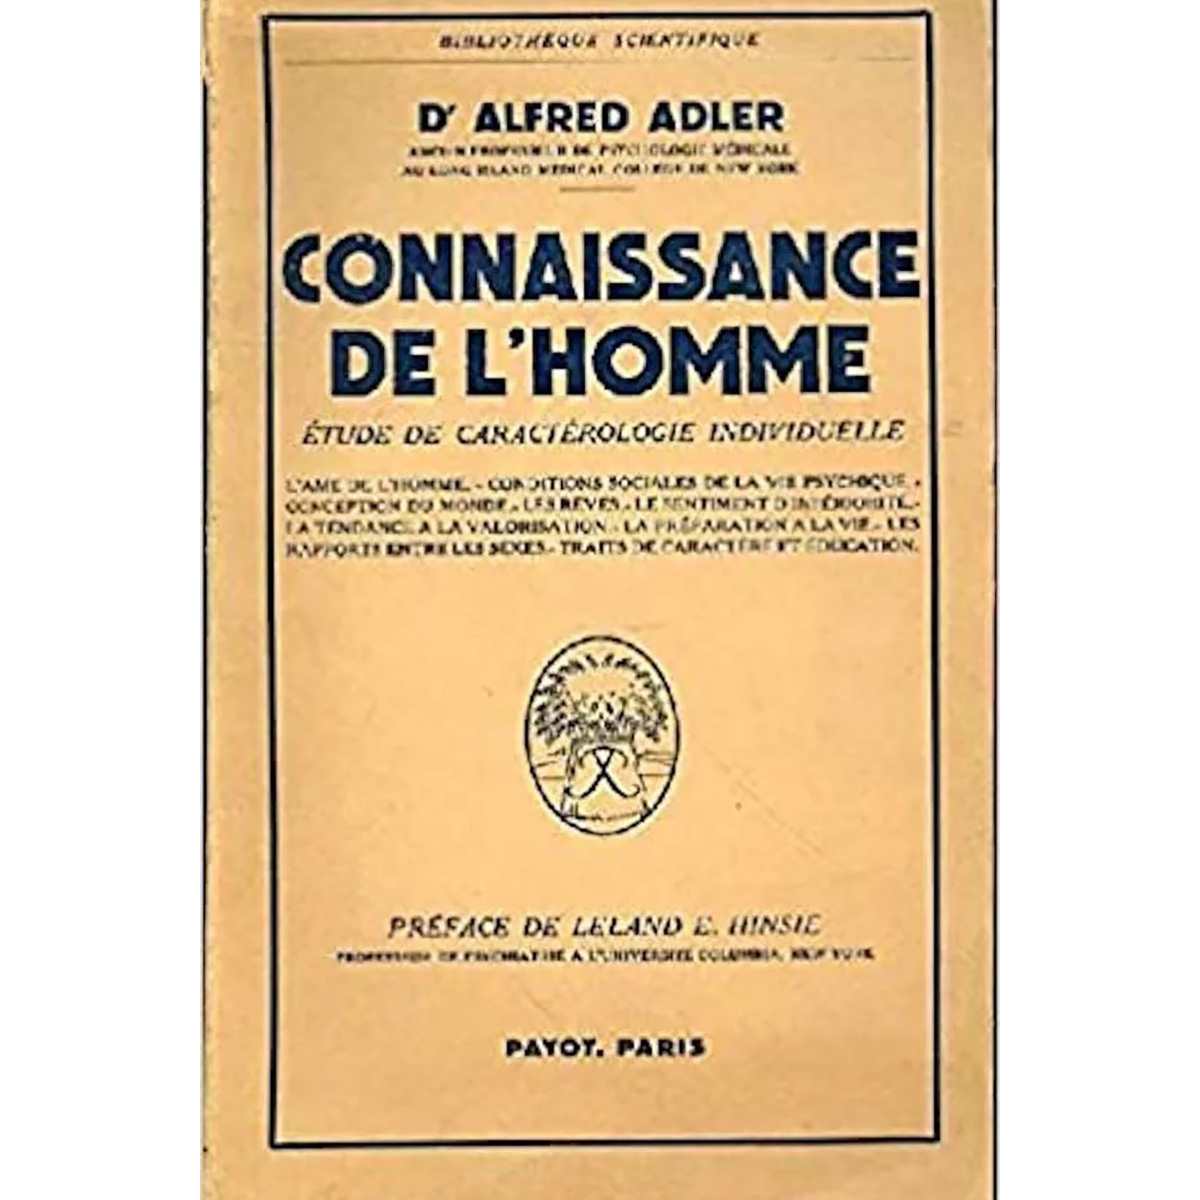 BIBLIOTHÈQUE SCIENTIFIQUE
Dr ALFRED ADLER
ANCIEN PROFESSEUR DE PSYCHOLOGIE MÉDICALE
AU LONG ISLAND MEDICAL COLLEGE DE NEW YORK
CONNAISSANCE
DE L'HOMME
ÉTUDE DE CARACTÉROLOGIE INDIVIDUELLE
L'AME DE L'HOMME. - CONDITIONS SOCIALES DE LA VIE PSYCHIQUE. -
CONCEPTION DU MONDE. - LES RÊVES. - LE SENTIMENT D'INFÉRIORITÉ. -
LA TENDANCE A LA VALORISATION. - LA PRÉPARATION A LA VIE. - LES
RAPPORTS ENTRE LES SEXES. - TRAITS DE CARACTÈRE ET ÉDUCATION.
PRÉFACE DE LELAND E. HINSIE
PROFESSEUR DE PSYCHIATRIE A L'UNIVERSITÉ COLUMBIA, NEW YORK
PAYOT, PARIS